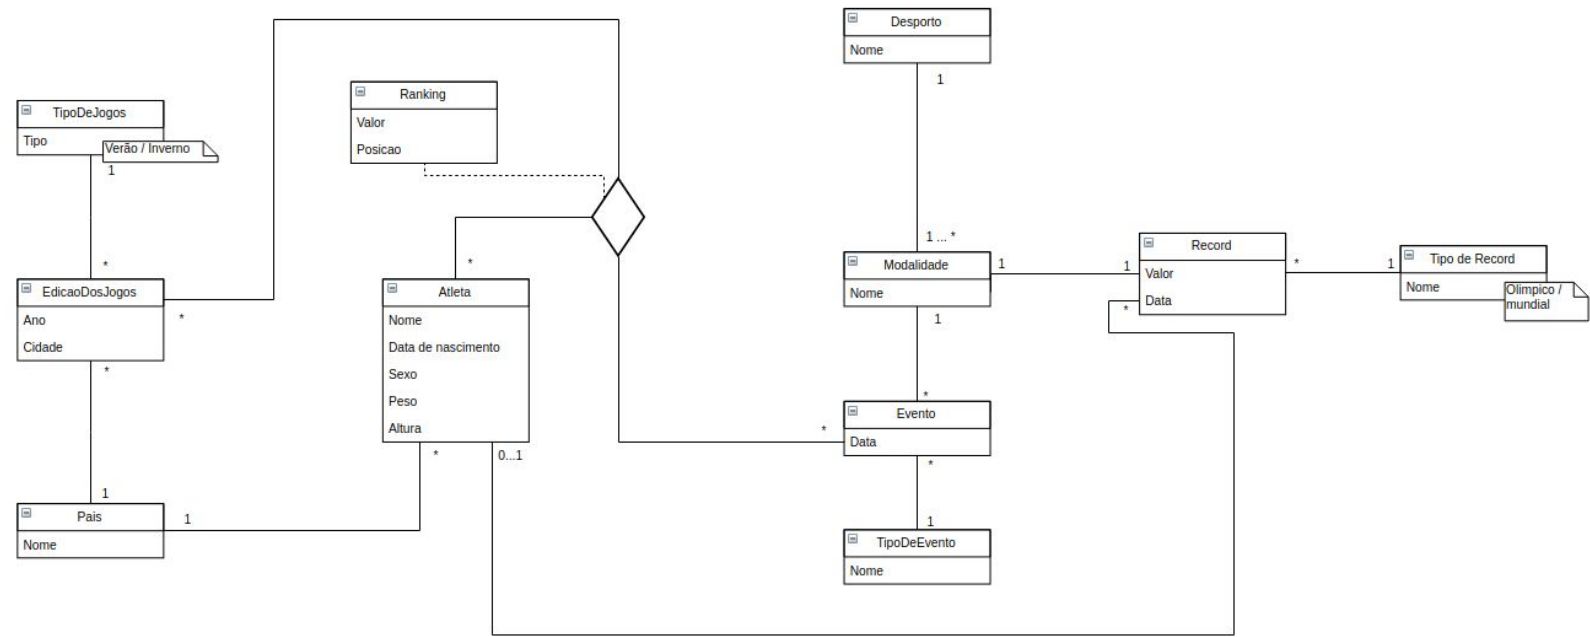 Desporto
Nome
1
1 ... *
TipoDeJogos
Tipo
Verão / Inverno
1
*
Ranking
Valor
Posicao
EdicaoDosJogos
Ano
Cidade
*
*
1
Pais
Nome
1
*
Atleta
Nome
Data de nascimento
Sexo
Peso
Altura
*
0...1
Modalidade
Nome
1
1
1
*
Record
Valor
Data
*
*
1
Tipo de Record
Nome
Olimpico /
mundial
*
Evento
Data
*
1
TipoDeEvento
Nome